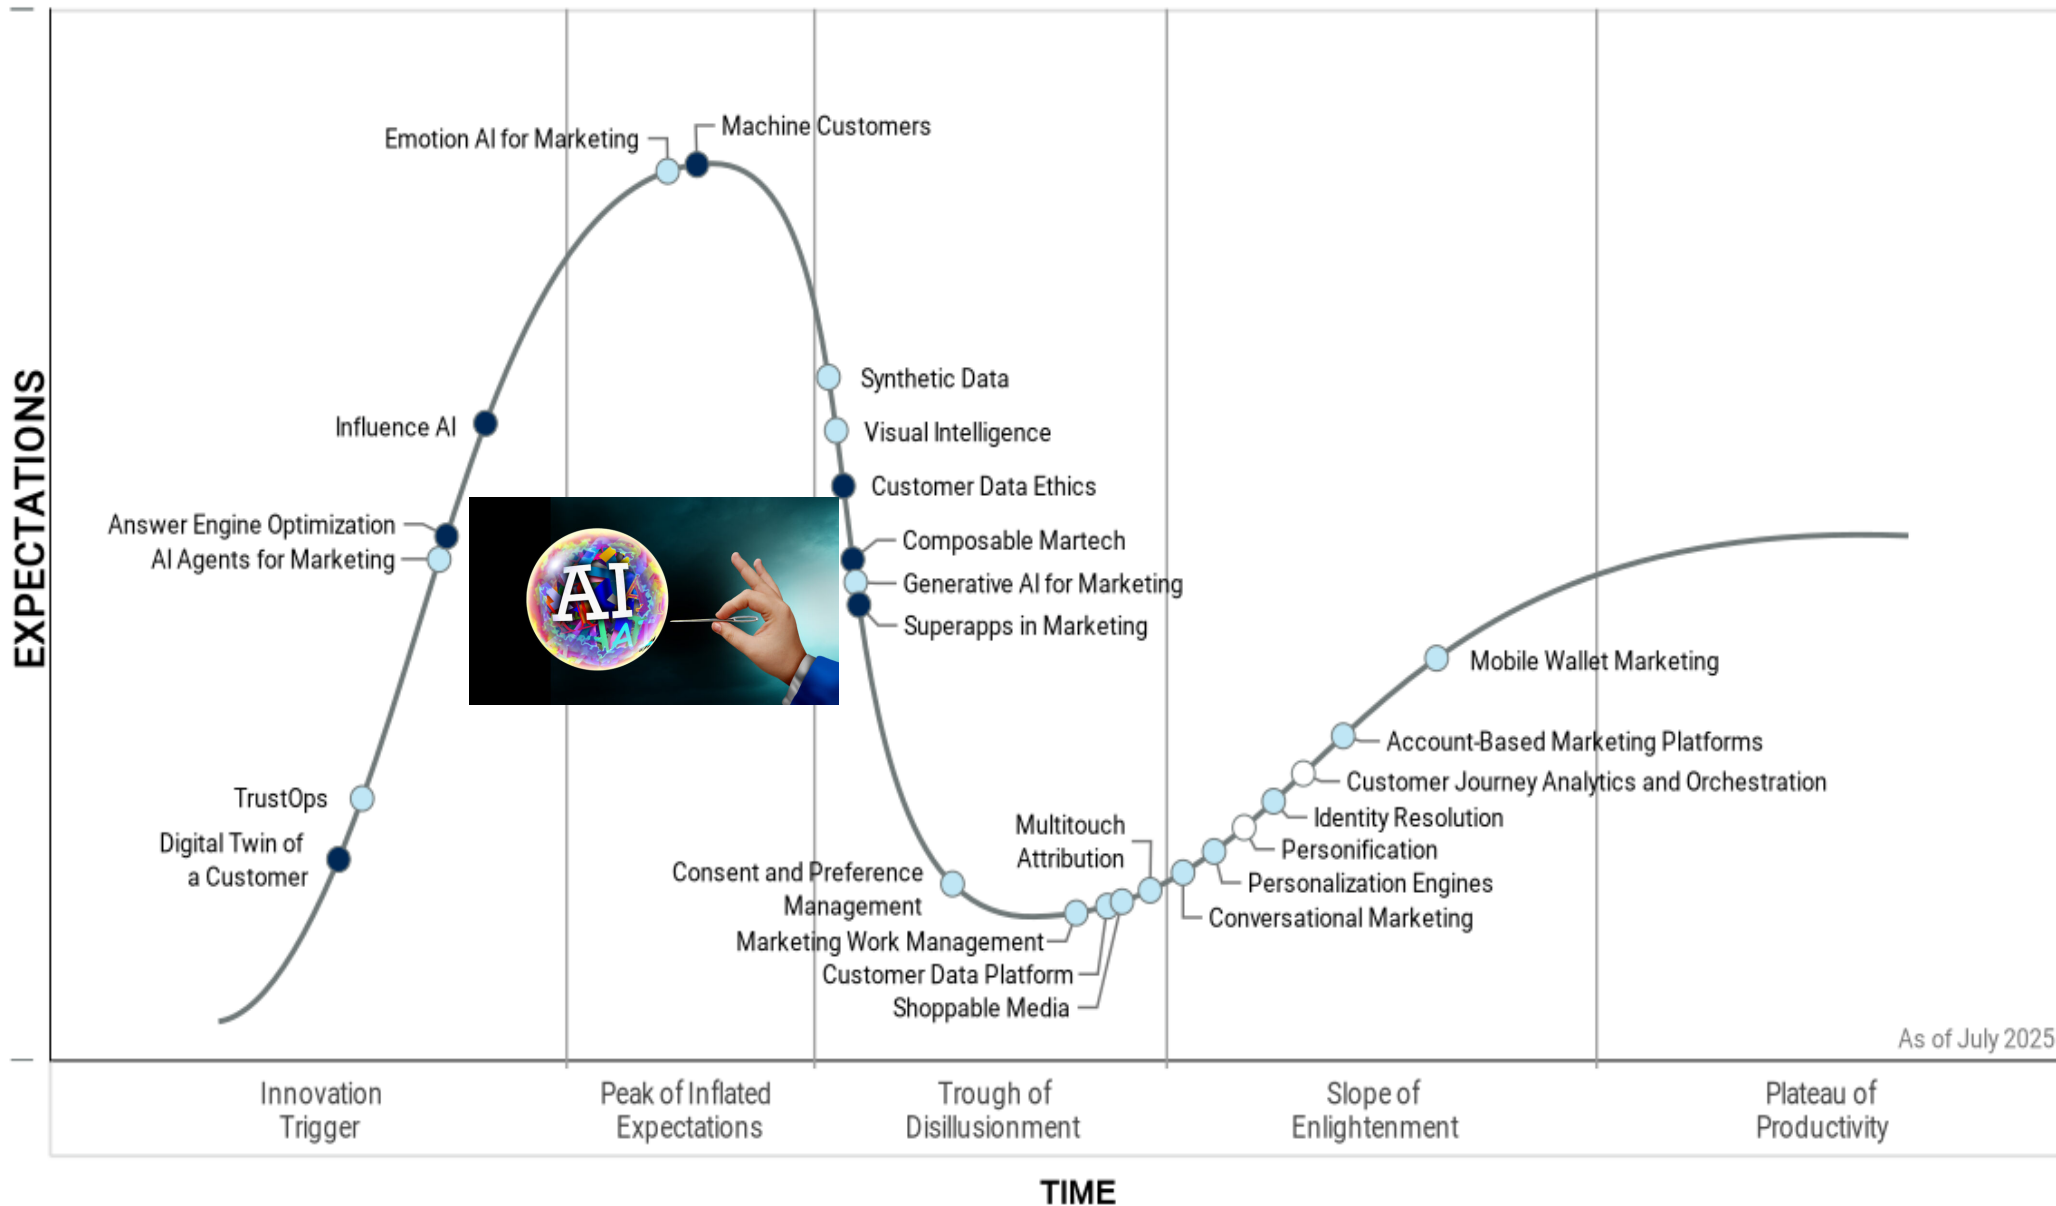 EXPECTATIONS
Machine Customers
Emotion AI for Marketing
Influence AI
Answer Engine Optimization
AI Agents for Marketing
TrustOps
Digital Twin of
a Customer
AI
Synthetic Data
Visual Intelligence
Customer Data Ethics
Composable Martech
Generative AI for Marketing
Superapps in Marketing
Consent and Preference
Management
Marketing Work Management
Customer Data Platform
Shoppable Media
Multitouch
Attribution
Mobile Wallet Marketing
Account-Based Marketing Platforms
Customer Journey Analytics and Orchestration
Identity Resolution
Personification
Personalization Engines
Conversational Marketing
As of July 2025
Innovation
Trigger
Peak of Inflated
Expectations
Trough of
Disillusionment
Slope of
Enlightenment
Plateau of
Productivity
TIME